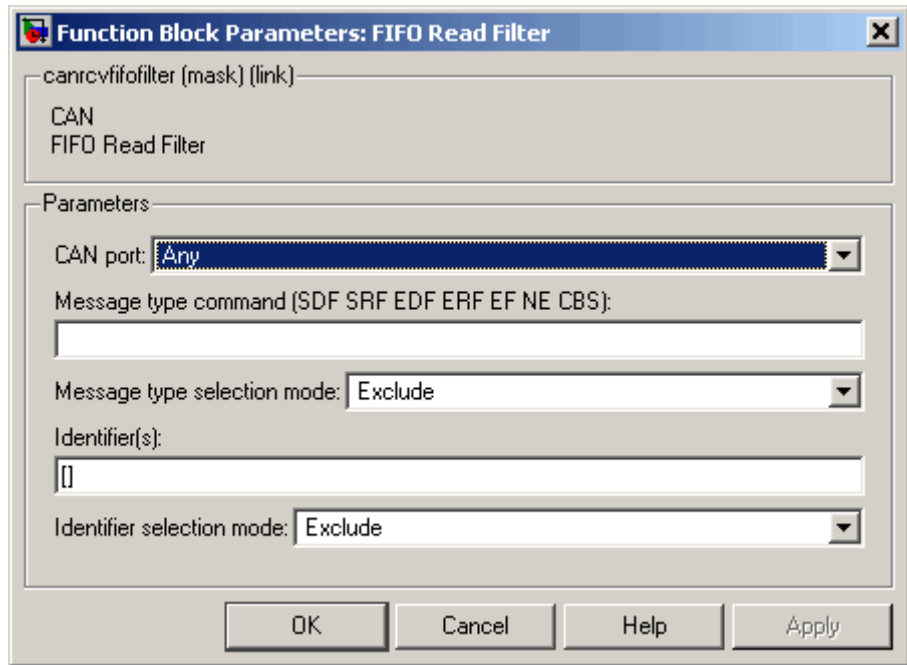 Function Block Parameters: FIFO Read Filter
canrcvfifofilter (mask) (link)
CAN
FIFO Read Filter
Parameters
CAN port: Any
Message type command (SDF SRF EDF ERF EF NE CBS):
Message type selection mode: Exclude
Identifier(s):
[]
Identifier selection mode: Exclude
OK Cancel Help Apply